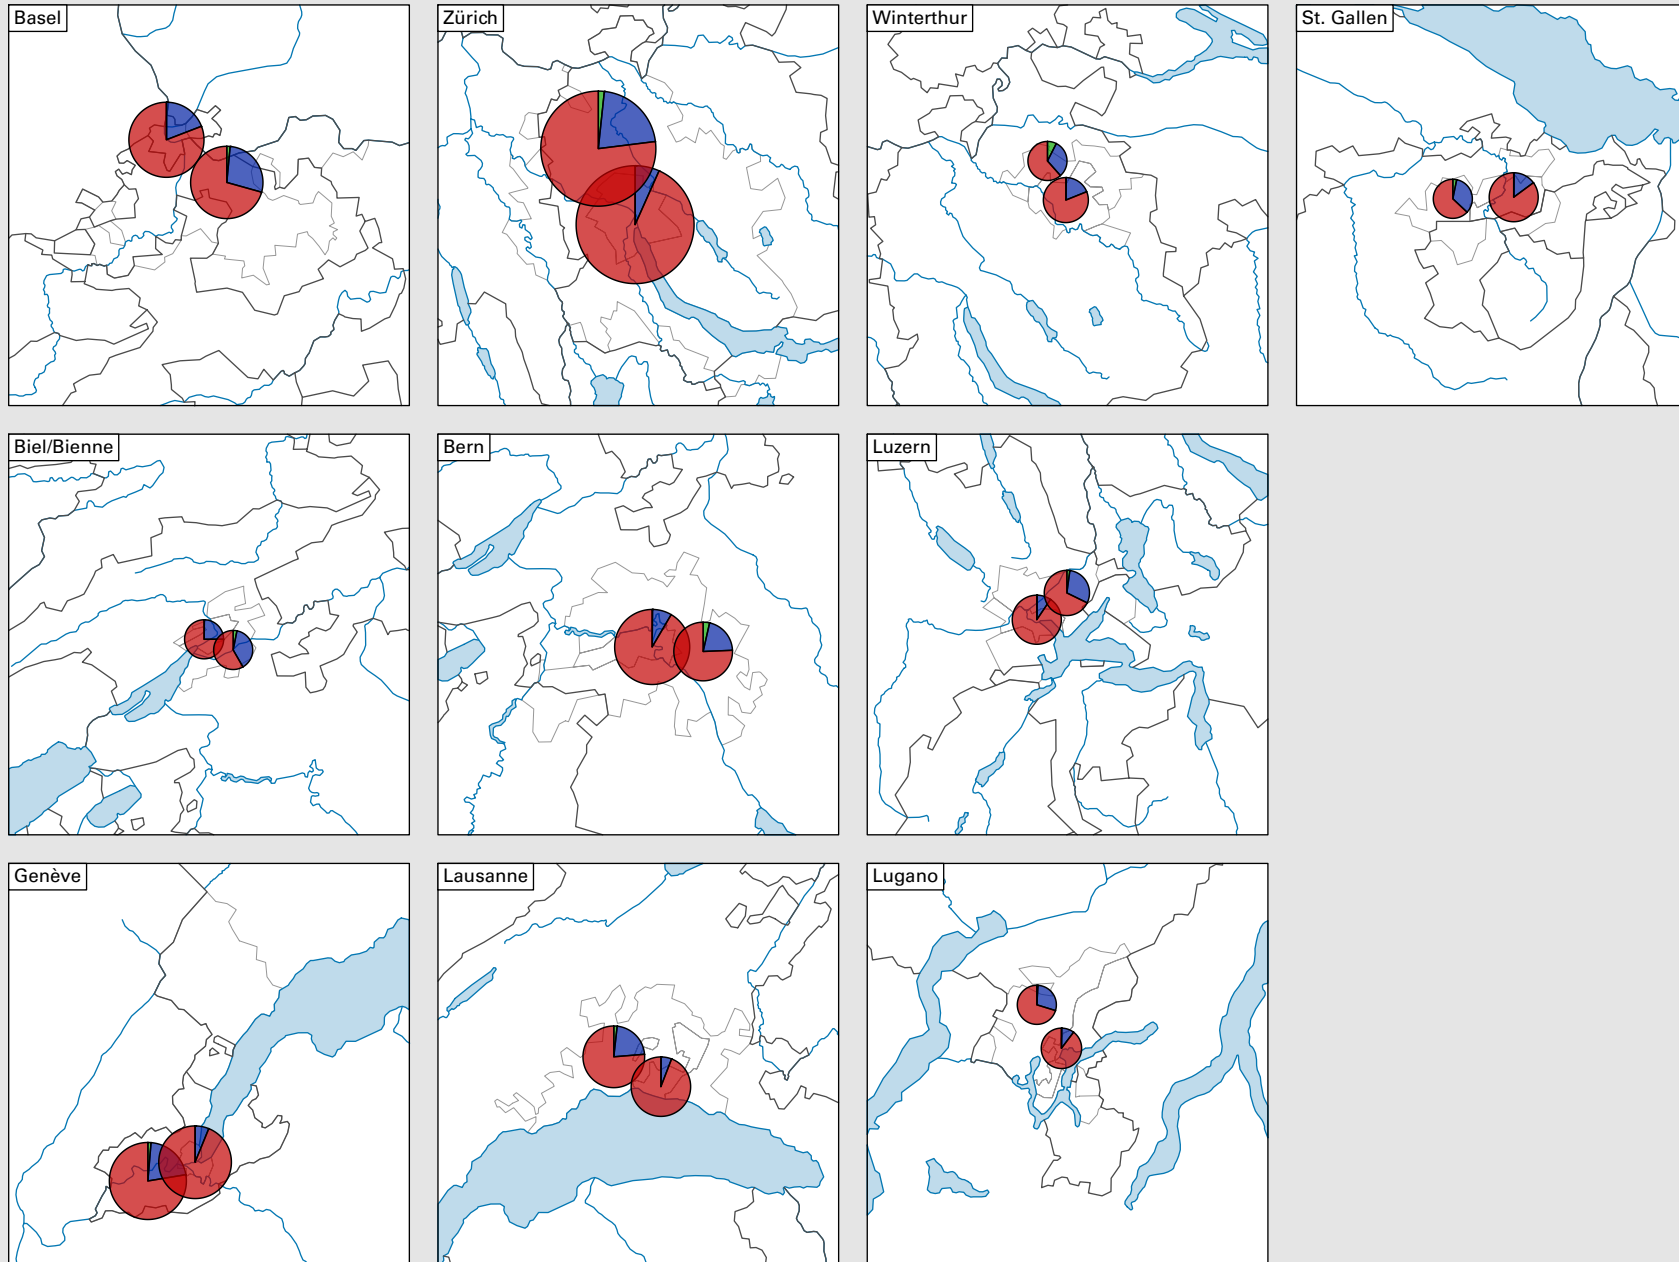 Basel
Zürich
Winterthur
St. Gallen
Biel/Bienne
Bern
Luzern
Genève
Lausanne
Lugano